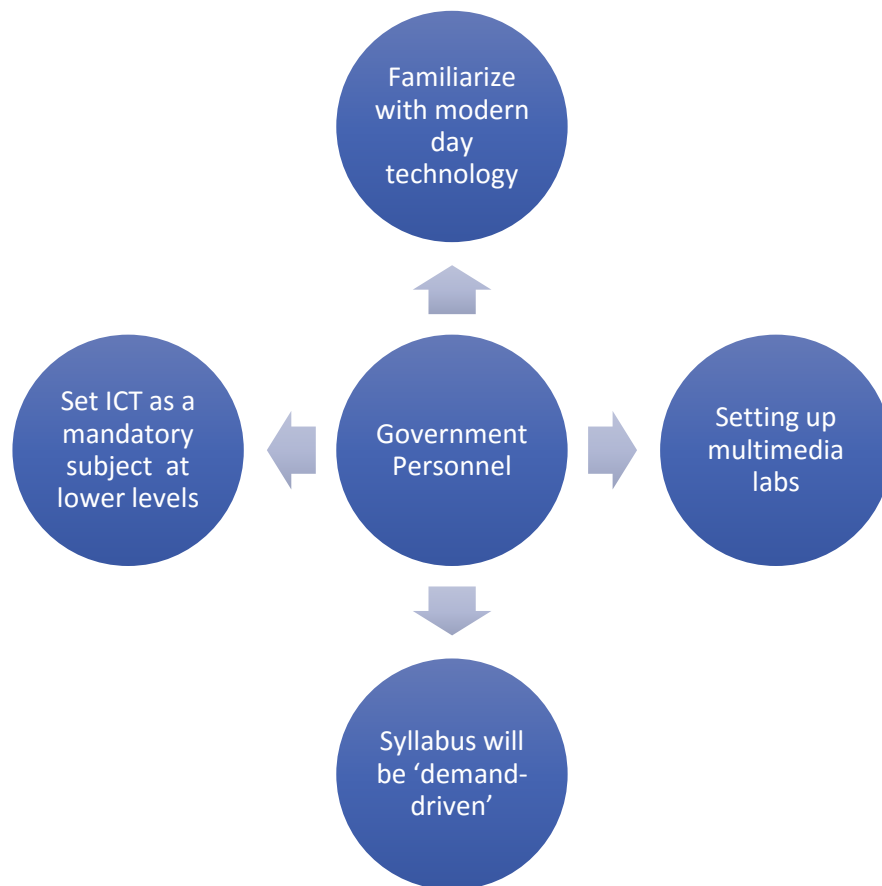 Familiarize
with modern
day
technology
Set ICT as a
mandatory
subject at
lower levels
Government
Personnel
Setting up
multimedia
labs
Syllabus will
be ‘demand-
driven’